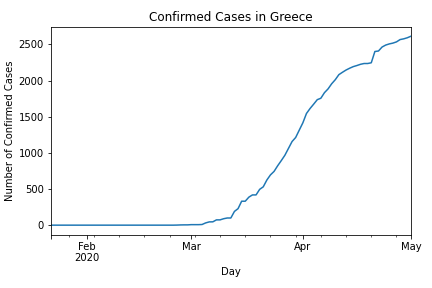 Confirmed Cases in Greece
Number of Confirmed Cases
2500
2000
1500
1000
500
0
Feb
2020
Mar
Apr
May
Day